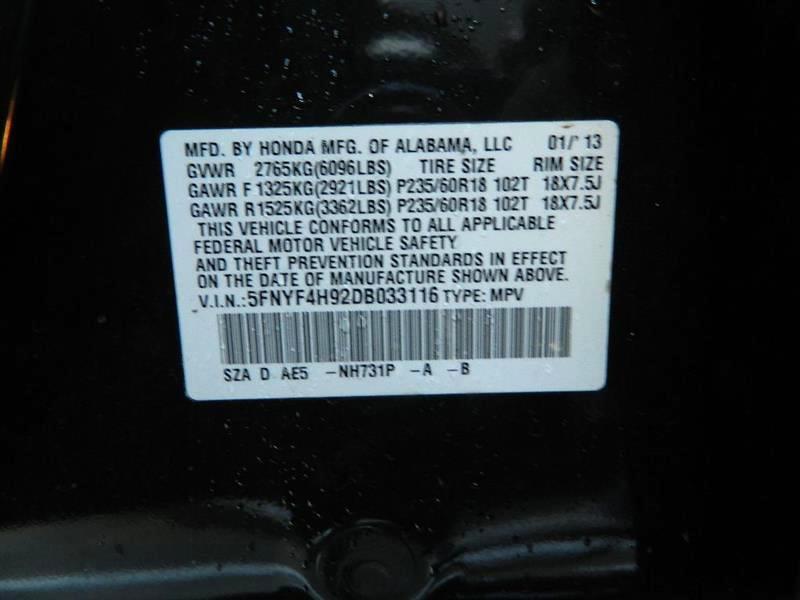 MFD. BY HONDA MFG. OF ALABAMA, LLC 01/13
GVWR 2765KG(6096LBS) TIRE SIZE RIM SIZE
GAWR F 1325KG(2921LBS) P235/60R18 102T 18X7.5J
GAWR R1525KG(3362LBS) P235/60R18 102T 18X7.5J
THIS VEHICLE CONFORMS TO ALL APPLICABLE
FEDERAL MOTOR VEHICLE SAFETY
AND THEFT PREVENTION STANDARDS IN EFFECT
ON THE DATE OF MANUFACTURE SHOWN ABOVE.
V.I.N.:5FNYF4H92DB033116 TYPE: MPV
SZA D AE5 -NH731P -A -B